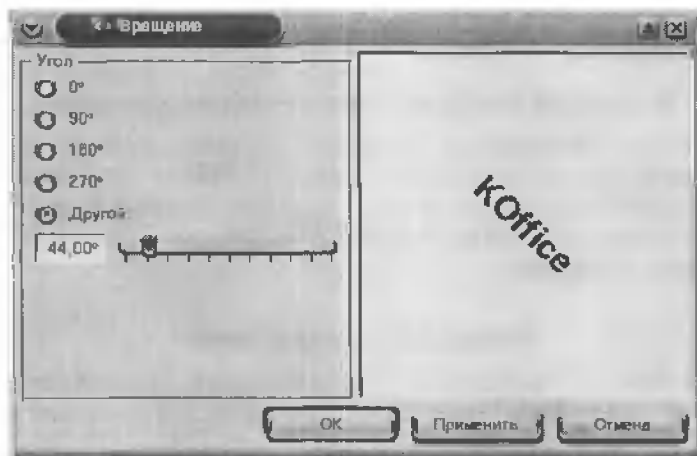 Вращение
Угол
0°
90°
180°
270°
Другой:
44,00°
KOffice
OK
Применить
Отмена